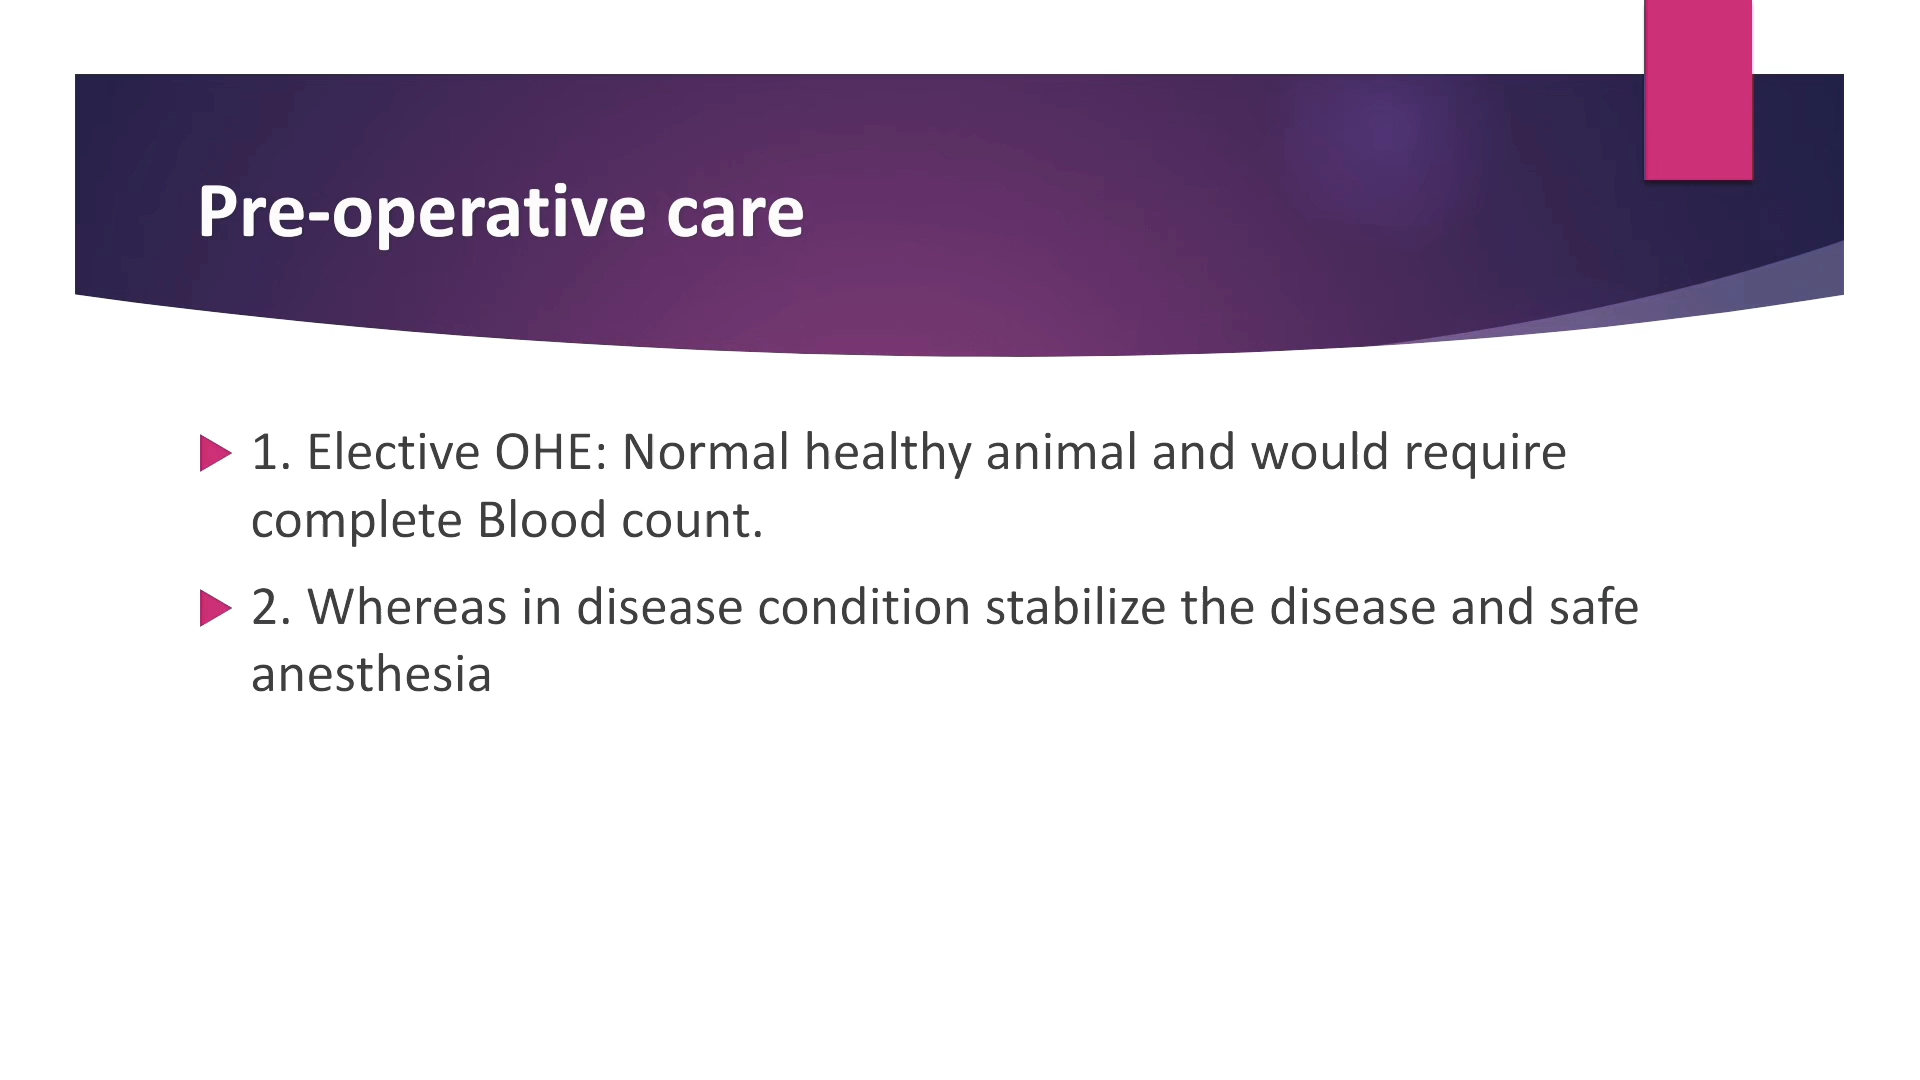 Pre-operative care
1. Elective OHE: Normal healthy animal and would require
complete Blood count.
2. Whereas in disease condition stabilize the disease and safe
anesthesia